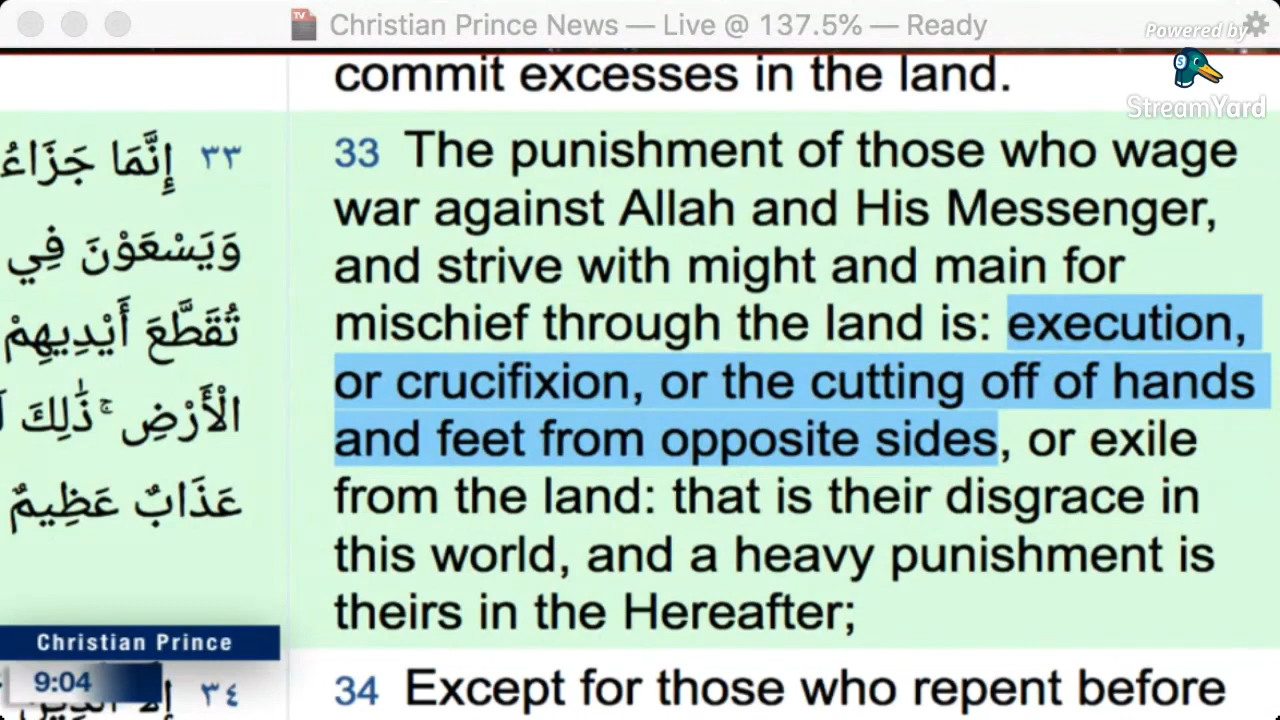 Christian Prince News — Live @ 137.5% — Ready
Powered by
StreamYard
commit excesses in the land.
٣٣ إِنَّمَا جَزَاءُ
وَيَسْعَوْنَ فِي
تُقَطَّعَ أَيْدِيهِمْ
الْأَرْضِ ۚ ذَٰلِكَ
عَذَابٌ عَظِيمٌ
33 The punishment of those who wage
war against Allah and His Messenger,
and strive with might and main for
mischief through the land is: execution,
or crucifixion, or the cutting off of hands
and feet from opposite sides, or exile
from the land: that is their disgrace in
this world, and a heavy punishment is
theirs in the Hereafter;
Christian Prince
9:04
٣٤
34 Except for those who repent before